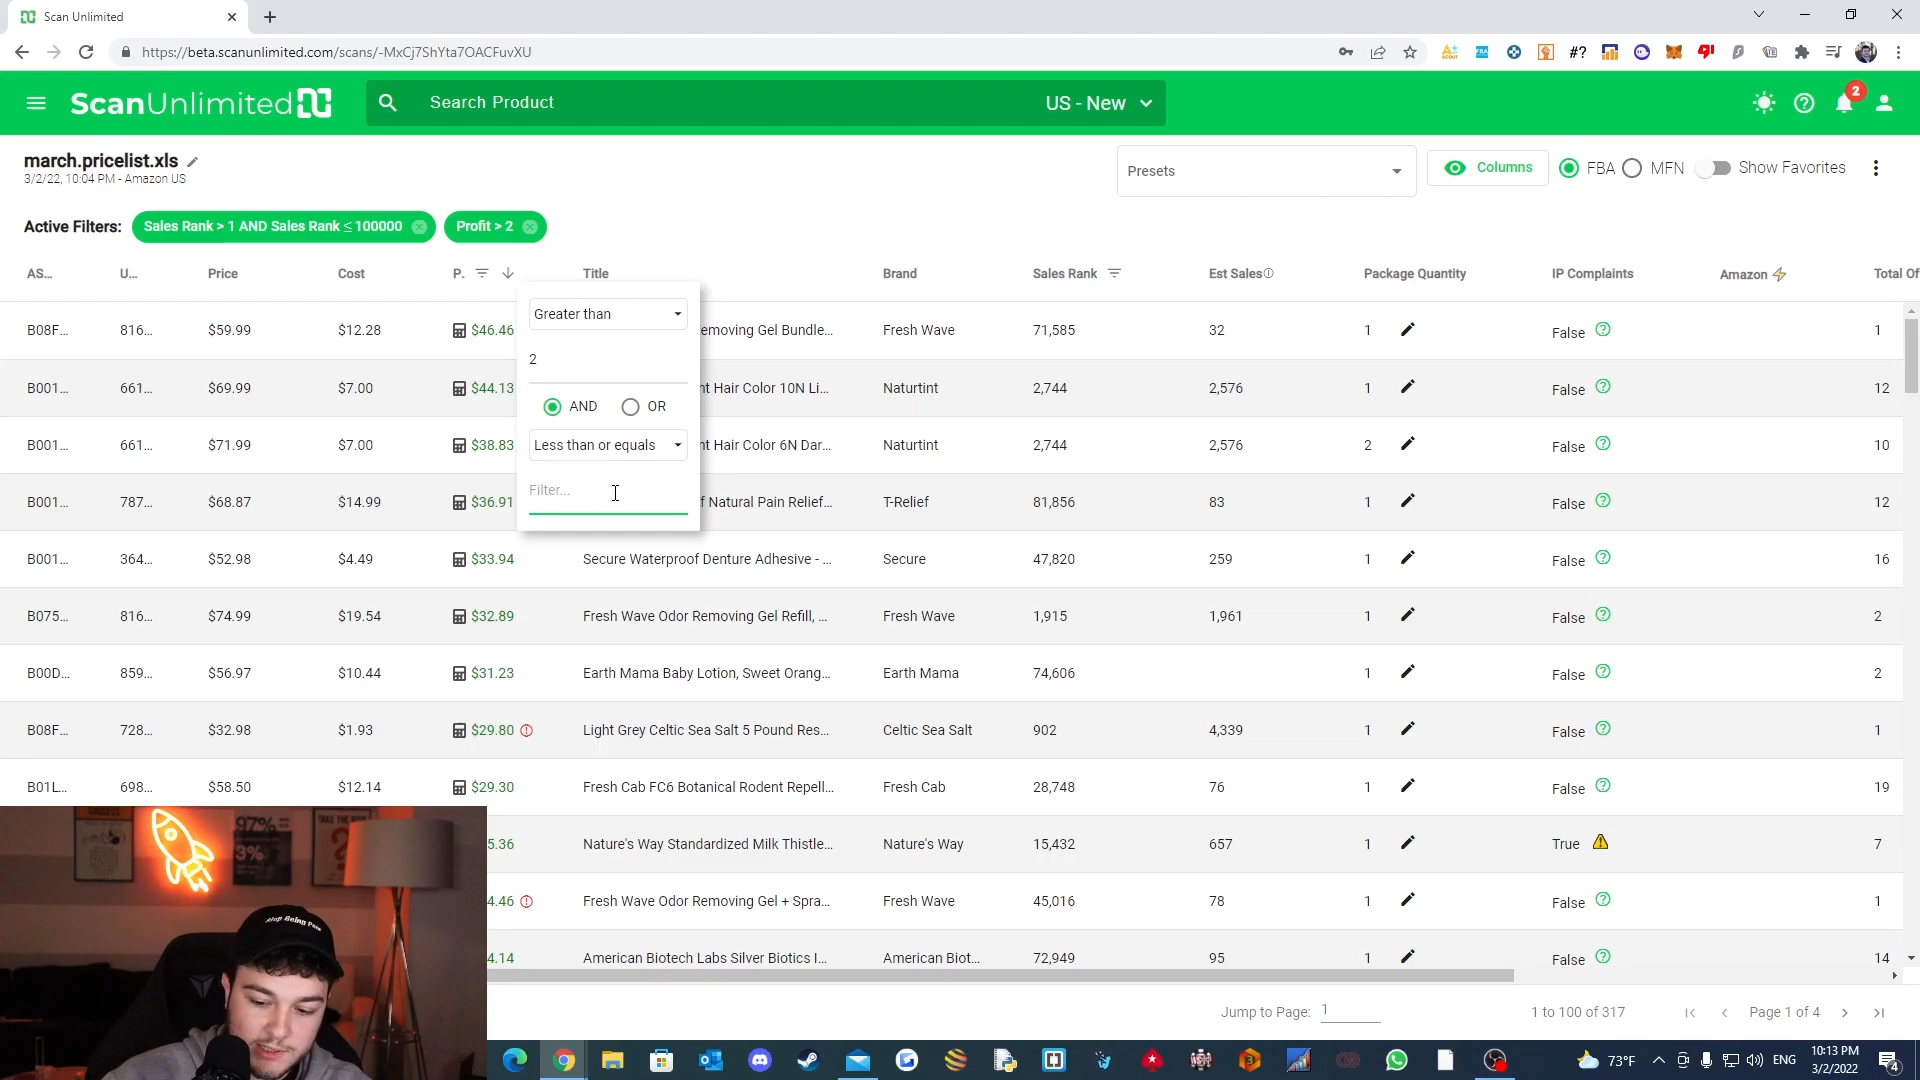 Scan Unlimited
https://beta.scanunlimited.com/scans/-MxCj7ShYta7OACFuvXU
#?
ScanUnlimited
Search Product
US - New
2
march.pricelist.xls
3/2/22, 10:04 PM - Amazon US
Presets
Columns
FBA
MFN
Show Favorites
Active Filters:
Sales Rank > 1 AND Sales Rank ≤ 100000
Profit > 2
AS... U... Price Cost P. Title Brand Sales Rank Est Sales Package Quantity IP Complaints Amazon Total Of
Greater than
2
AND OR
Less than or equals
Filter...
B08F... 816... $59.99 $12.28 $46.46 emoving Gel Bundle... Fresh Wave 71,585 32 1 False 1
B001... 661... $69.99 $7.00 $44.13 nt Hair Color 10N Li... Naturtint 2,744 2,576 1 False 12
B001... 661... $71.99 $7.00 $38.83 nt Hair Color 6N Dar... Naturtint 2,744 2,576 2 False 10
B001... 787... $68.87 $14.99 $36.91 f Natural Pain Relief... T-Relief 81,856 83 1 False 12
B001... 364... $52.98 $4.49 $33.94 Secure Waterproof Denture Adhesive - ... Secure 47,820 259 1 False 16
B075... 816... $74.99 $19.54 $32.89 Fresh Wave Odor Removing Gel Refill, ... Fresh Wave 1,915 1,961 1 False 2
B00D... 859... $56.97 $10.44 $31.23 Earth Mama Baby Lotion, Sweet Orang... Earth Mama 74,606 1 False 2
B08F... 728... $32.98 $1.93 $29.80 Light Grey Celtic Sea Salt 5 Pound Res... Celtic Sea Salt 902 4,339 1 False 1
B01L... 698... $58.50 $12.14 $29.30 Fresh Cab FC6 Botanical Rodent Repell... Fresh Cab 28,748 76 1 False 19
5.36 Nature's Way Standardized Milk Thistle... Nature's Way 15,432 657 1 True 7
4.46 Fresh Wave Odor Removing Gel + Spra... Fresh Wave 45,016 78 1 False 1
4.14 American Biotech Labs Silver Biotics I... American Biot... 72,949 95 1 False 14
97%
3%
TAKE THE
Stop Being Poor
Jump to Page: 1
1 to 100 of 317
Page 1 of 4
73°F
ENG
10:13 PM
3/2/2022
4